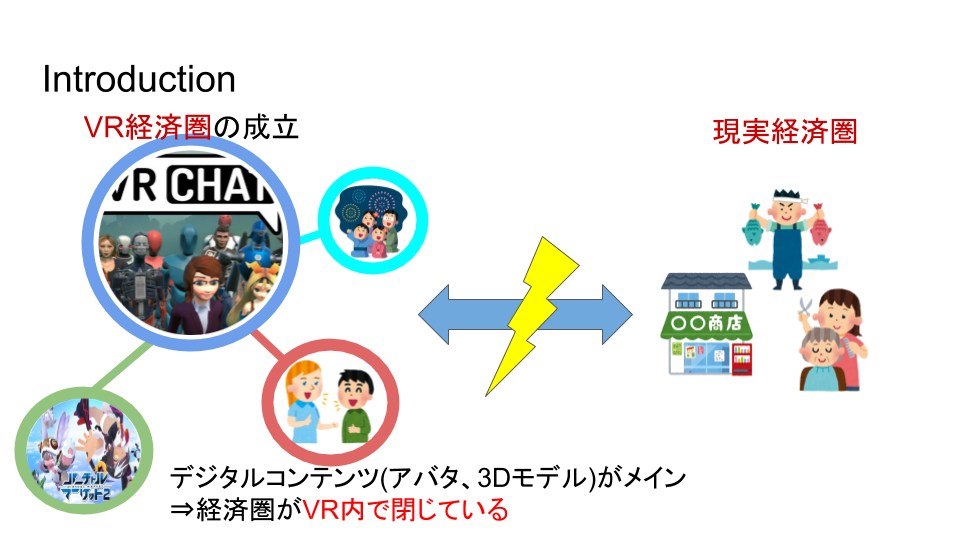 Introduction
VR経済圏の成立
現実経済圏
VR CHAT
〇〇商店
バーチャル
マーケット2
デジタルコンテンツ(アバタ、3Dモデル)がメイン
⇒経済圏がVR内で閉じている